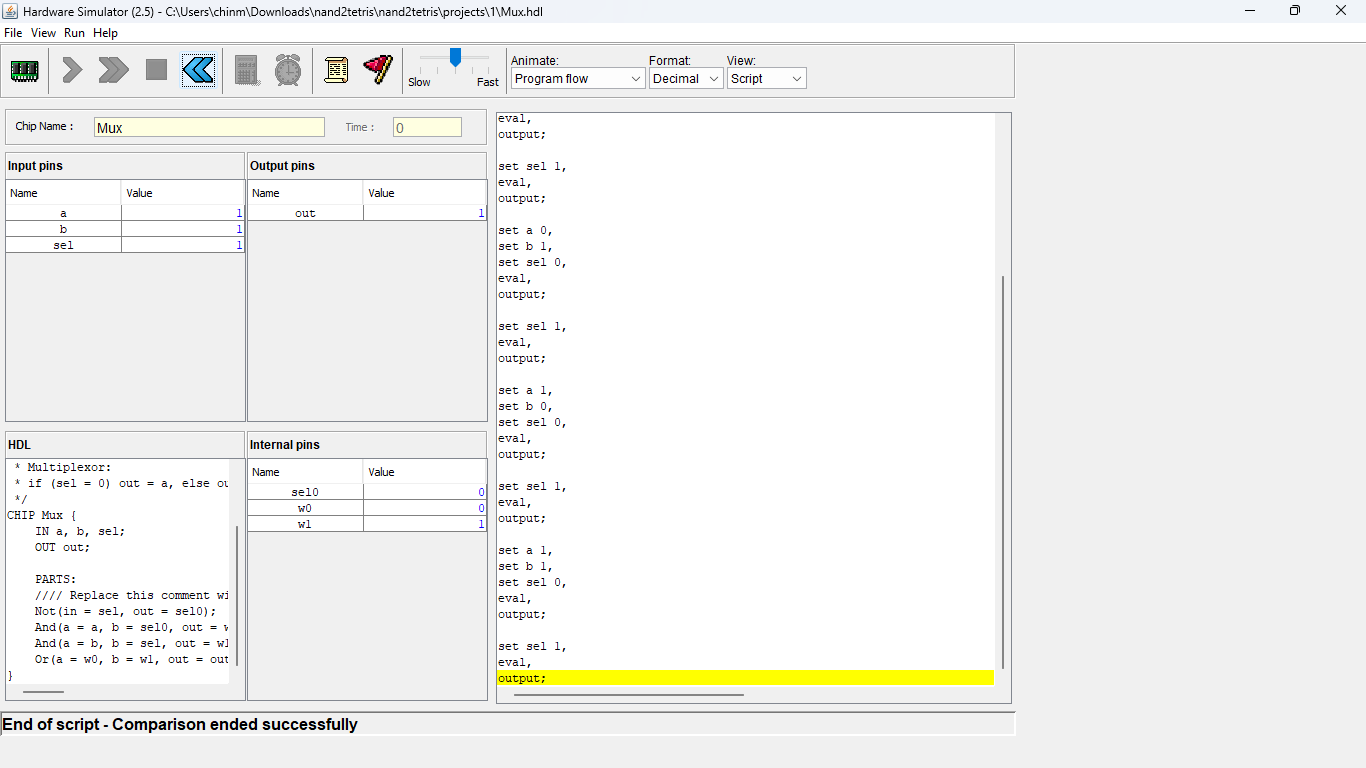 Hardware Simulator (2.5) - C:\Users\chinm\Downloads\nand2tetris\nand2tetris\projects\1\Mux.hdl
File View Run Help
Slow Fast
Animate: Format: View:
Program flow Decimal Script
Chip Name : Mux Time : 0
Input pins
Name Value
a 1
b 1
sel 1
Output pins
Name Value
out 1
HDL
* Multiplexor:
* if (sel = 0) out = a, else
*/
CHIP Mux {
IN a, b, sel;
OUT out;
PARTS:
//// Replace this comment
Not(in = sel, out = sel0);
And(a = a, b = sel0, out =
And(a = b, b = sel, out = w1
Or(a = w0, b = w1, out = out
}
Internal pins
Name Value
sel0 0
w0 0
w1 1
eval,
output;
set sel 1,
eval,
output;
set a 0,
set b 1,
set sel 0,
eval,
output;
set sel 1,
eval,
output;
set a 1,
set b 0,
set sel 0,
eval,
output;
set sel 1,
eval,
output;
set a 1,
set b 1,
set sel 0,
eval,
output;
set sel 1,
eval,
output;
End of script - Comparison ended successfully